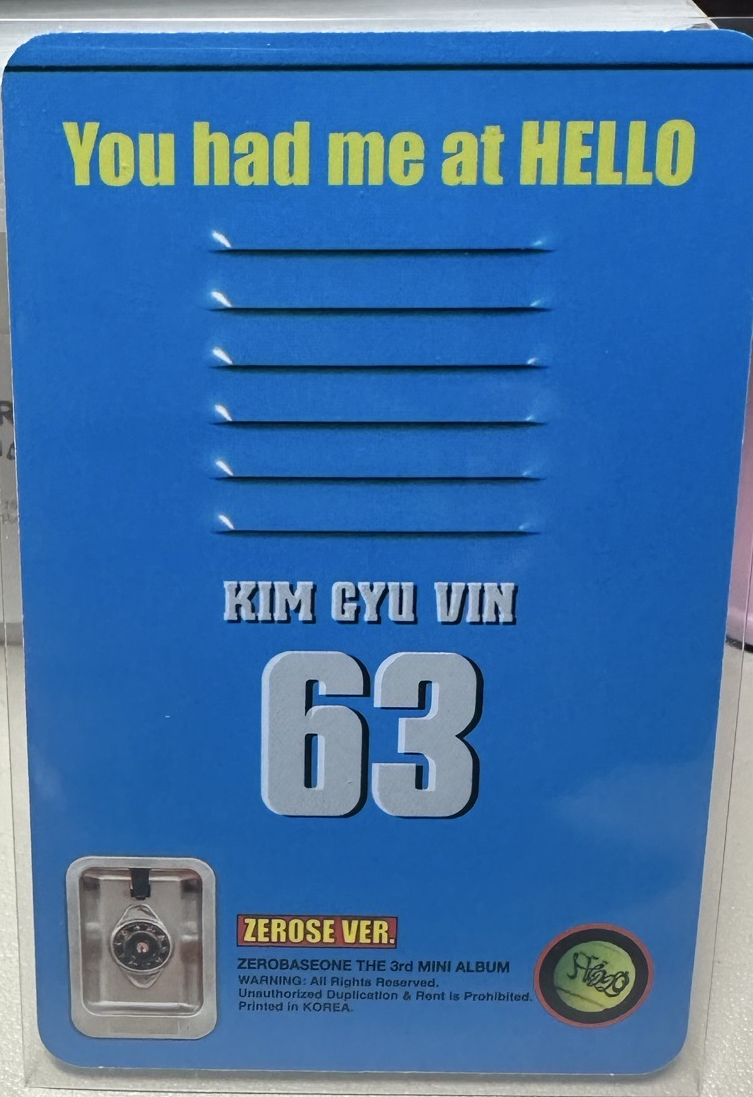 You had me at HELLO
KIM GYU VIN
63
ZEROSE VER.
ZEROBASEONE THE 3rd MINI ALBUM
WARNING: All Rights Reserved.
Unauthorized Duplication & Rent is Prohibited.
Printed in KOREA.